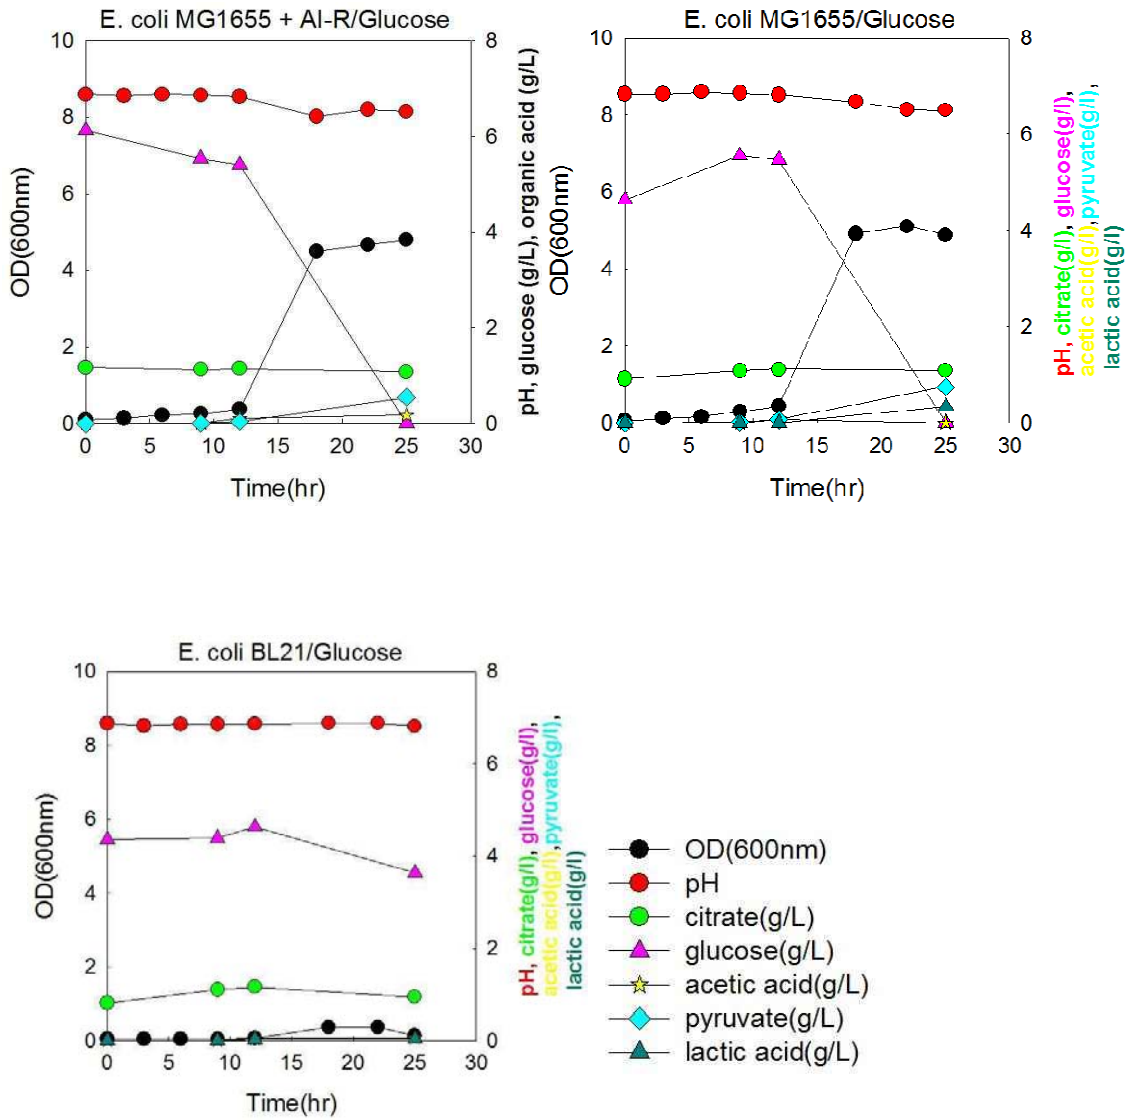 E. coli MG1655 + AI-R/Glucose
10
8
6
4
2
0
OD(600nm)
8
6
4
2
0
pH, glucose (g/L), organic acid (g/L)
0 5 10 15 20 25 30
Time(hr)
E. coli MG1655/Glucose
10
8
6
4
2
0
OD(600nm)
8
6
4
2
0
pH, citrate(g/l), glucose(g/l),
acetic acid(g/l),pyruvate(g/l),
lactic acid(g/l)
0 5 10 15 20 25 30
Time(hr)
E. coli BL21/Glucose
10
8
6
4
2
0
OD(600nm)
8
6
4
2
0
pH, citrate(g/l), glucose(g/l),
acetic acid(g/l),pyruvate(g/l),
lactic acid(g/l)
0 5 10 15 20 25 30
Time(hr)
OD(600nm)
pH
citrate(g/L)
glucose(g/L)
acetic acid(g/L)
pyruvate(g/L)
lactic acid(g/L)